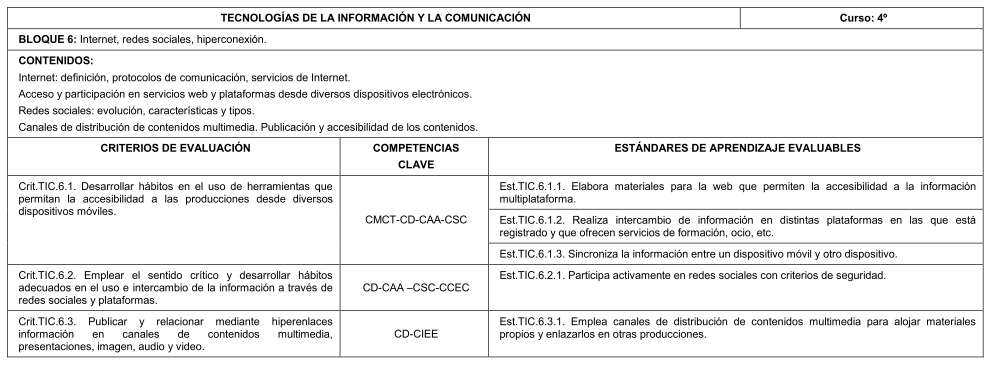 TECNOLOGÍAS DE LA INFORMACIÓN Y LA COMUNICACIÓN
Curso: 4º
BLOQUE 6: Internet, redes sociales, hiperconexión.
CONTENIDOS:
Internet: definición, protocolos de comunicación, servicios de Internet.
Acceso y participación en servicios web y plataformas desde diversos dispositivos electrónicos.
Redes sociales: evolución, características y tipos.
Canales de distribución de contenidos multimedia. Publicación y accesibilidad de los contenidos.
CRITERIOS DE EVALUACIÓN
COMPETENCIAS
CLAVE
ESTÁNDARES DE APRENDIZAJE EVALUABLES
Crit.TIC.6.1. Desarrollar hábitos en el uso de herramientas que
permitan la accesibilidad a las producciones desde diversos
dispositivos móviles.
CMCT-CD-CAA-CSC
Est.TIC.6.1.1. Elabora materiales para la web que permiten la accesibilidad a la información
multiplataforma.
Est.TIC.6.1.2. Realiza intercambio de información en distintas plataformas en las que está
registrado y que ofrecen servicios de formación, ocio, etc.
Est.TIC.6.1.3. Sincroniza la información entre un dispositivo móvil y otro dispositivo.
Crit.TIC.6.2. Emplear el sentido crítico y desarrollar hábitos
adecuados en el uso e intercambio de la información a través de
redes sociales y plataformas.
CD-CAA –CSC-CCEC
Est.TIC.6.2.1. Participa activamente en redes sociales con criterios de seguridad.
Crit.TIC.6.3. Publicar y relacionar mediante hiperenlaces
información en canales de contenidos multimedia,
presentaciones, imagen, audio y video.
CD-CIEE
Est.TIC.6.3.1. Emplea canales de distribución de contenidos multimedia para alojar materiales
propios y enlazarlos en otras producciones.